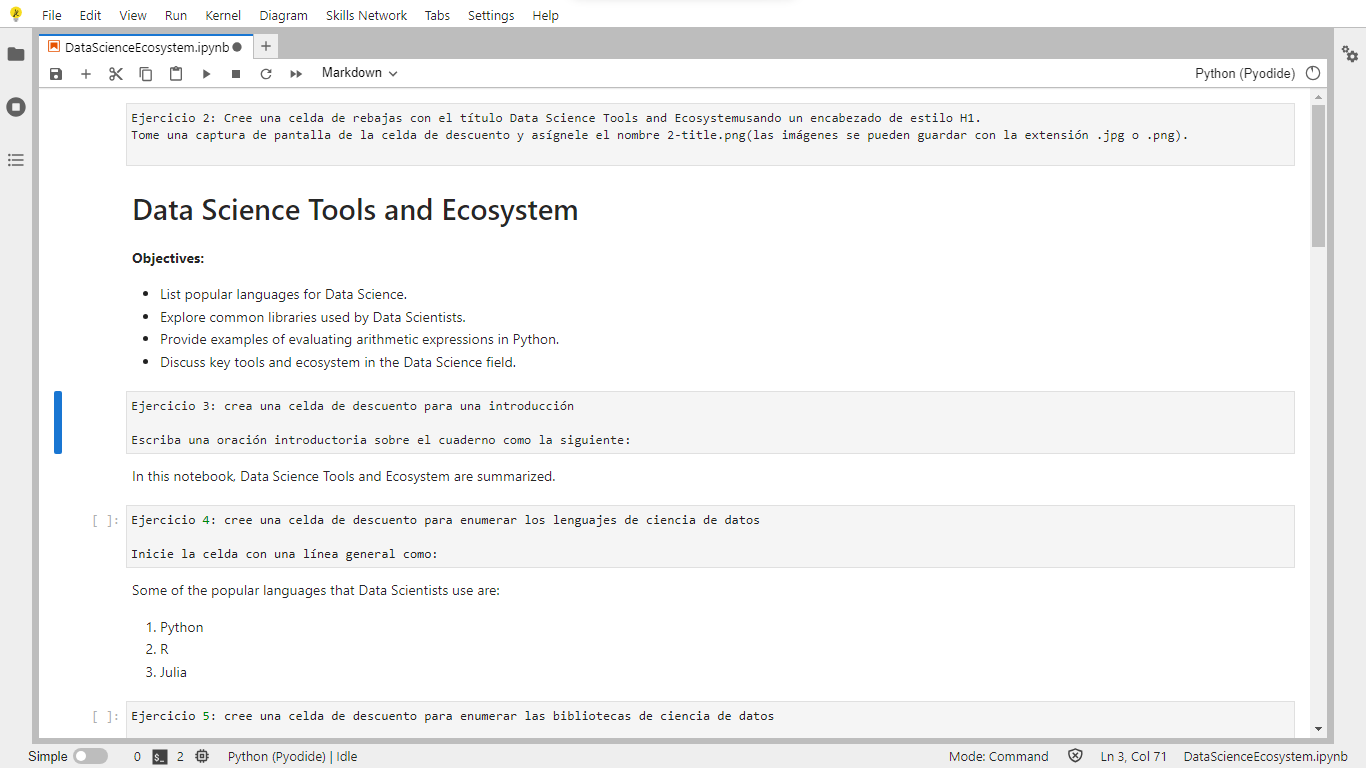 File Edit View Run Kernel Diagram Skills Network Tabs Settings Help
DataScienceEcosystem.ipynb
Markdown
Python (Pyodide)
Ejercicio 2: Cree una celda de rebajas con el título Data Science Tools and Ecosystemusando un encabezado de estilo H1.
Tome una captura de pantalla de la celda de descuento y asígnele el nombre 2-title.png(las imágenes se pueden guardar con la extensión .jpg o .png).
Data Science Tools and Ecosystem
Objectives:
• List popular languages for Data Science.
• Explore common libraries used by Data Scientists.
• Provide examples of evaluating arithmetic expressions in Python.
• Discuss key tools and ecosystem in the Data Science field.
Ejercicio 3: crea una celda de descuento para una introducción
Escriba una oración introductoria sobre el cuaderno como la siguiente:
In this notebook, Data Science Tools and Ecosystem are summarized.
[ ]: Ejercicio 4: cree una celda de descuento para enumerar los lenguajes de ciencia de datos
Inicie la celda con una línea general como:
Some of the popular languages that Data Scientists use are:
1. Python
2. R
3. Julia
[ ]: Ejercicio 5: cree una celda de descuento para enumerar las bibliotecas de ciencia de datos
Simple 0 $_ 2 Python (Pyodide) | Idle Mode: Command Ln 3, Col 71 DataScienceEcosystem.ipynb